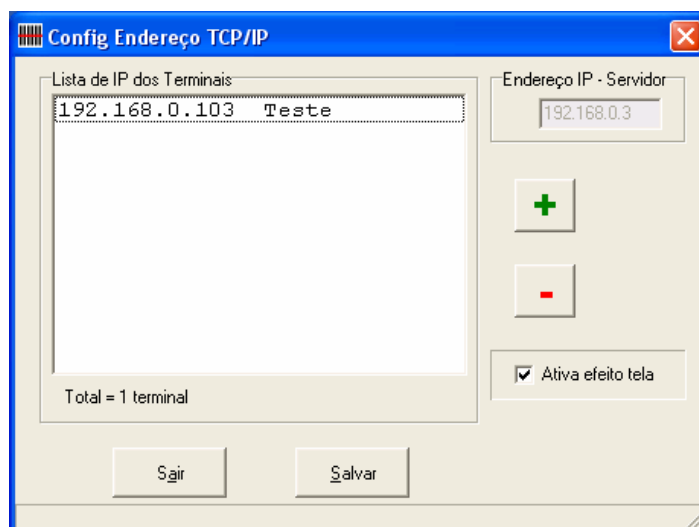 Config Endereço TCP/IP
Lista de IP dos Terminais
192.168.0.103 Teste
Total = 1 terminal
Endereço IP - Servidor
192.168.0.3
+
-
Ativa efeito tela
Sair
Salvar